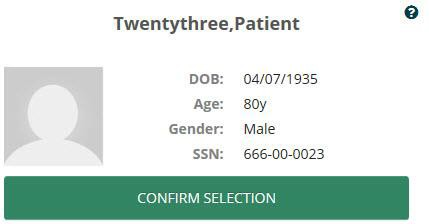 ?
Twentythree,Patient
DOB: 04/07/1935
Age: 80y
Gender: Male
SSN: 666-00-0023
CONFIRM SELECTION